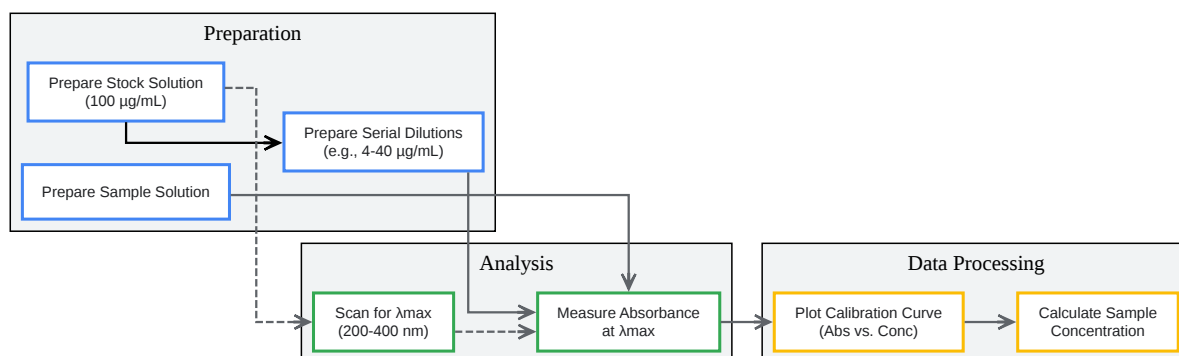 Preparation
Prepare Stock Solution
(100 µg/mL)
Prepare Serial Dilutions
(e.g., 4-40 µg/mL)
Prepare Sample Solution
Analysis
Scan for λmax
(200-400 nm)
Measure Absorbance
at λmax
Data Processing
Plot Calibration Curve
(Abs vs. Conc)
Calculate Sample
Concentration